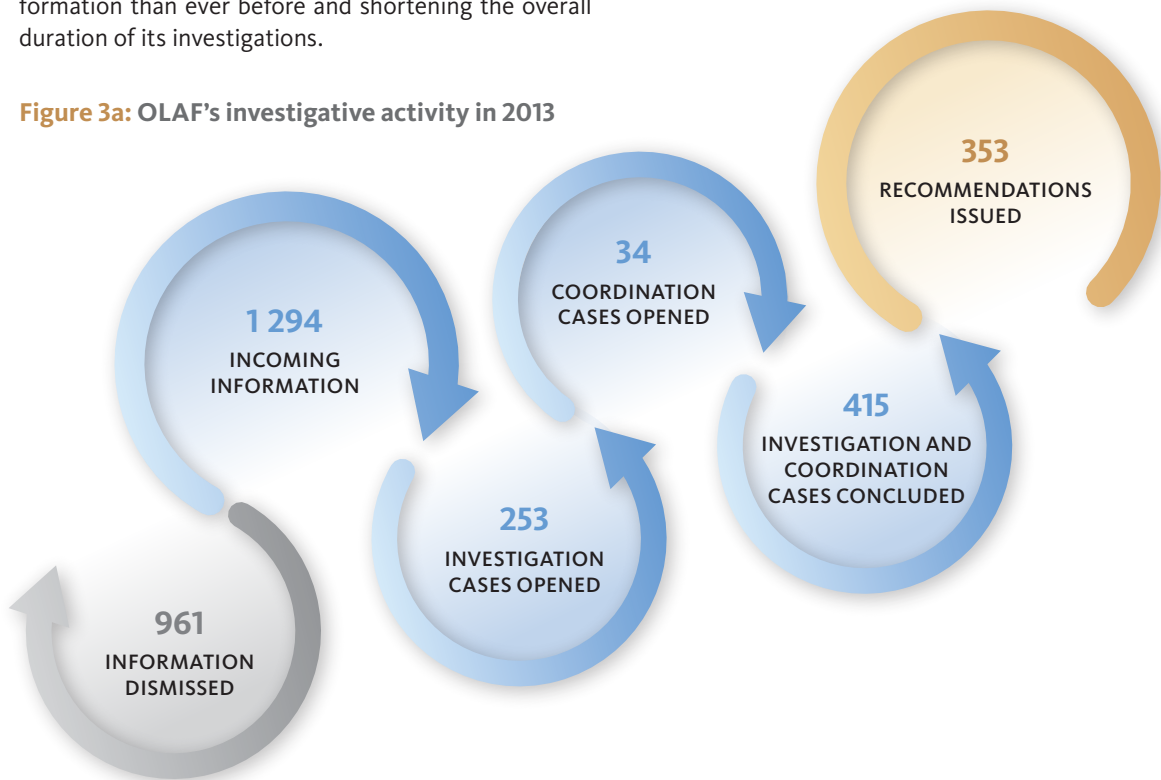 formation than ever before and shortening the overall
duration of its investigations.
Figure 3a: OLAF's investigative activity in 2013
1 294
INCOMING
INFORMATION
961
INFORMATION
DISMISSED
253
INVESTIGATION
CASES OPENED
34
COORDINATION
CASES OPENED
415
INVESTIGATION AND
COORDINATION
CASES CONCLUDED
353
RECOMMENDATIONS
ISSUED